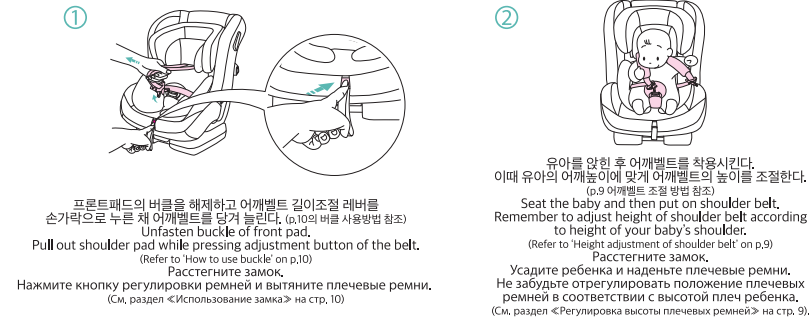 ①
프론트패드의 버클을 해제하고 어깨벨트 길이조절 레버를
손가락으로 누른 채 어깨벨트를 당겨 늘린다. (p,10의 버클 사용방법 참조)
Unfasten buckle of front pad.
Pull out shoulder pad while pressing adjustment button of the belt.
(Refer to 'How to use buckle' on p,10)
Расстегните замок.
Нажмите кнопку регулировки ремней и вытяните плечевые ремни.
(См, раздел ≪Использование замка≫ на стр, 10)
②
유아를 앉힌 후 어깨벨트를 착용시킨다.
이때 유아의 어깨높이에 맞게 어깨벨트의 높이를 조절한다.
(p.9 어깨벨트 조절 방법 참조)
Seat the baby and then put on shoulder belt.
Remember to adjust height of shoulder belt according
to height of your baby's shoulder.
(Refer to 'Height adjustment of shoulder belt' on p,9)
Расстегните замок.
Усадите ребенка и наденьте плечевые ремни.
Не забудьте отрегулировать положение плечевых
ремней в соответствии с высотой плеч ребенка.
(См, раздел ≪Регулировка высоты плечевых ремней≫ на стр, 9).